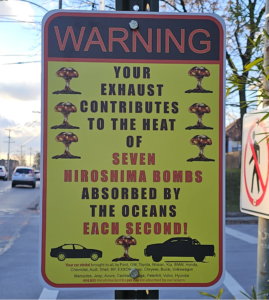 WARNING
YOUR
EXHAUST
CONTRIBUTES
TO THE HEAT
OF
SEVEN
HIROSHIMA BOMBS
ABSORBED BY
THE OCEANS
EACH SECOND!